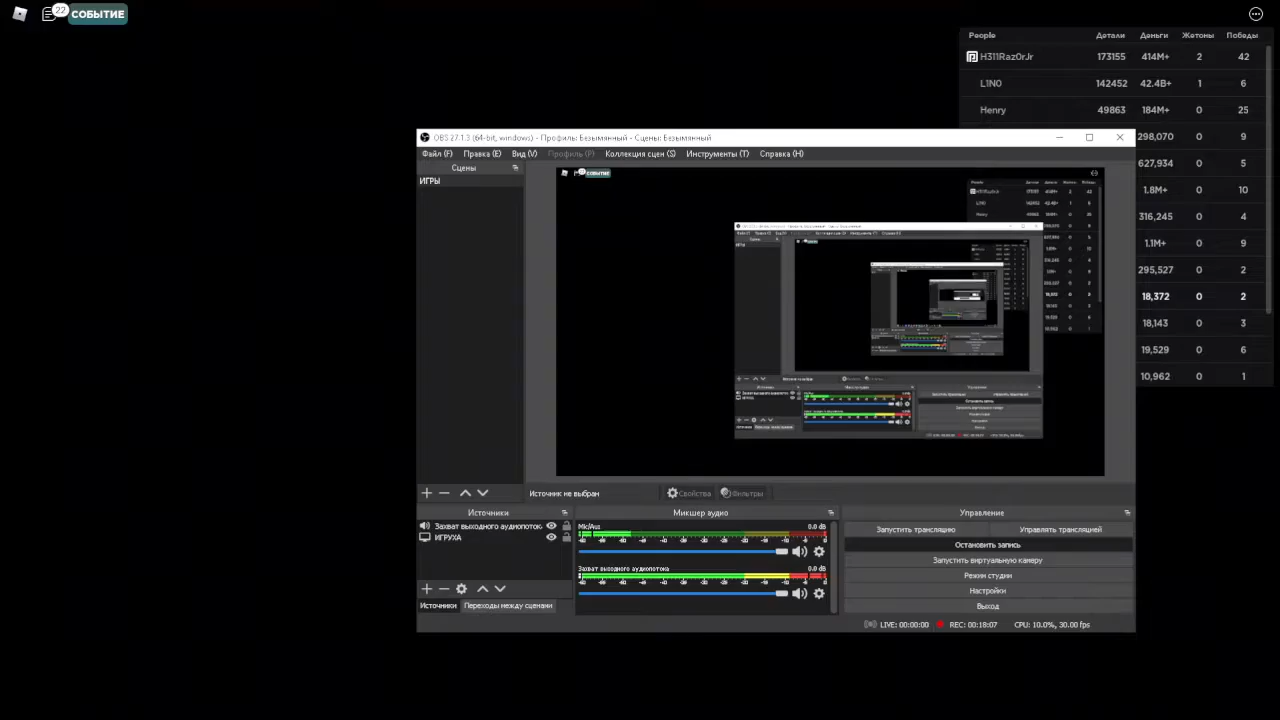 22
СОБЫТИЕ
People Детали Деньги Жетоны Победы
H311Raz0rJr 173155 414M+ 2 42
L1N0 142452 42.4B+ 1 6
Henry 49863 184M+ 0 25
298,070 0 9
627,934 0 5
1.8M+ 0 10
316,245 0 4
1.1M+ 0 2
295,527 0 2
18,372 0 2
18,143 0 3
19,529 0 6
10,962 0 1
OBS 27.1.3 (64-bit, windows) - Профиль: Безымянный - Сцены: Безымянный
Файл (F) Правка (E) Вид (V) Профиль (P) Коллекция сцен (S) Инструменты (T) Справка (H)
Сцены
ИГРЫ
СОБЫТИЕ
Источник не выбран Свойства Фильтры
Источники Микшер аудио Управление
Захват выходного аудиопоток
ИГРУХА
Mic/Aux 0.0 dB
Захват выходного аудиопотока 0.0 dB
Запустить трансляцию Управлять трансляцией
Остановить запись
Запустить виртуальную камеру
Режим студии
Настройки
Выход
Источники Переходы между сценами
LIVE: 00:00:00 REC: 00:18:07 CPU: 10.0%, 30.00 fps